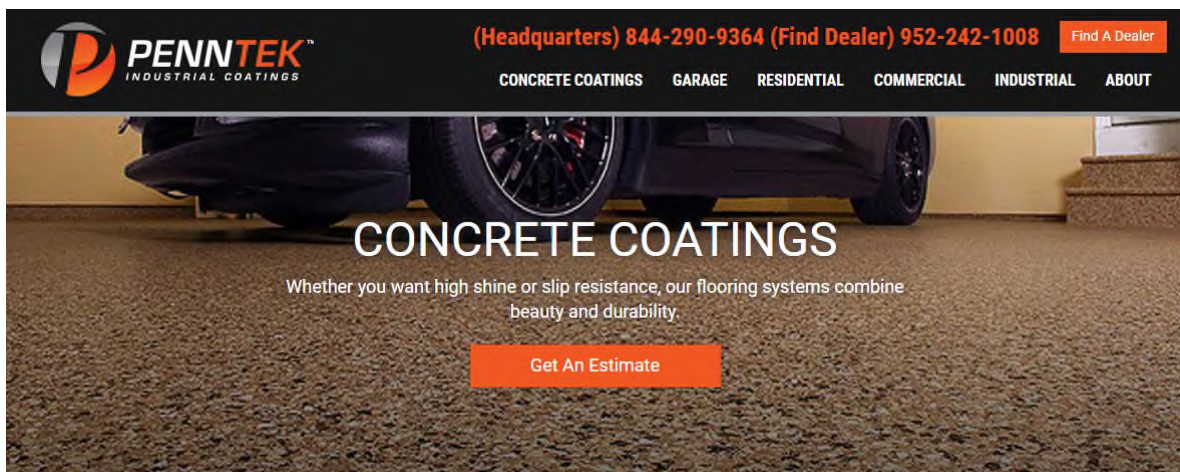 PENNTEK™
INDUSTRIAL COATINGS
(Headquarters) 844-290-9364 (Find Dealer) 952-242-1008
Find A Dealer
CONCRETE COATINGS GARAGE RESIDENTIAL COMMERCIAL INDUSTRIAL ABOUT
CONCRETE COATINGS
Whether you want high shine or slip resistance, our flooring systems combine
beauty and durability.
Get An Estimate